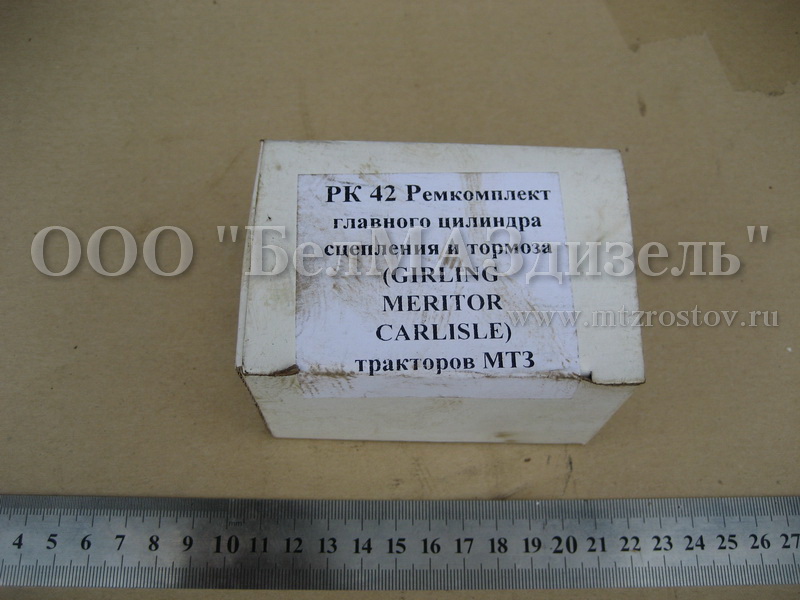 РК 42 Ремкомплект
главного цилиндра
сцепления и тормоза
(GIRLING
MERITOR
CARLISLE)
тракторов МТЗ
ООО "БелМАЗдизель"
www.mtzrostov.ru
4 5 6 7 8 9 10 11 12 13 14 15 16 17 18 19 20 21 22 23 24 25 26 27